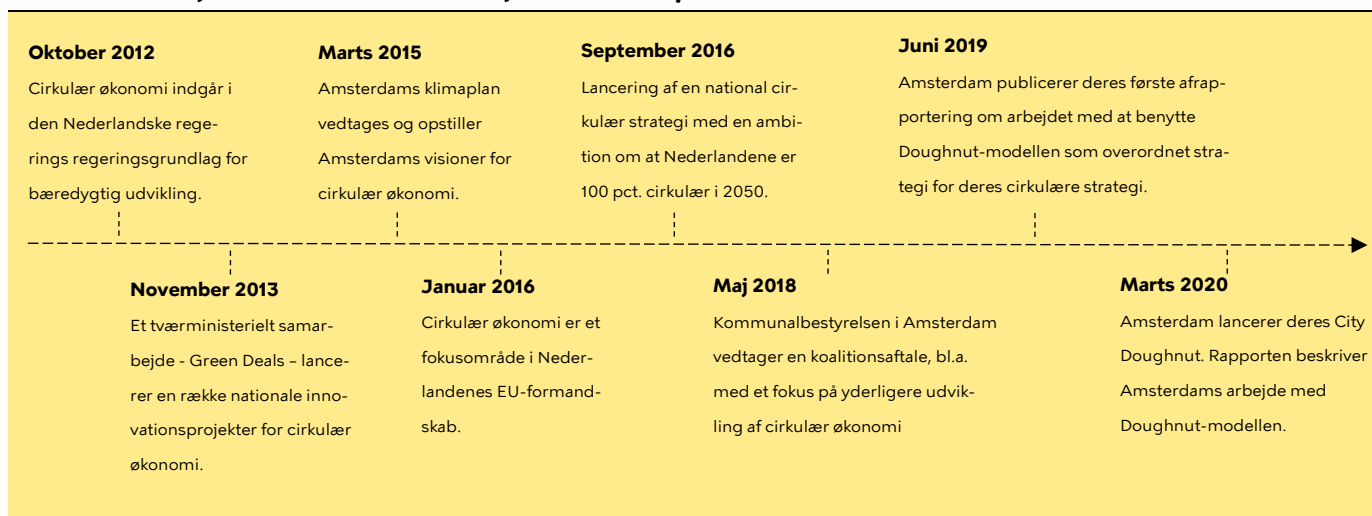 Oktober 2012
Cirkulær økonomi indgår i
den Nederlandske rege-
rings regeringsgrundlag for
bæredygtig udvikling.
Marts 2015
Amsterdams klimaplan
vedtages og opstiller
Amsterdams visioner for
cirkulær økonomi.
September 2016
Lancering af en national cir-
kulær strategi med en ambi-
tion om at Nederlandene er
100 pct. cirkulær i 2050.
Juni 2019
Amsterdam publicerer deres første afrap-
portering om arbejdet med at benytte
Doughnut-modellen som overordnet stra-
tegi for deres cirkulære strategi.
November 2013
Et tværministerielt samar-
bejde - Green Deals – lance-
rer en række nationale inno-
vationsprojekter for cirkulær
økonomi.
Januar 2016
Cirkulær økonomi er et
fokusområde i Neder-
landenes EU-formand-
skab.
Maj 2018
Kommunalbestyrelsen i Amsterdam
vedtager en koalitionsaftale, bl.a.
med et fokus på yderligere udvik-
ling af cirkulær økonomi
Marts 2020
Amsterdam lancerer deres City
Doughnut. Rapporten beskriver
Amsterdams arbejde med
Doughnut-modellen.